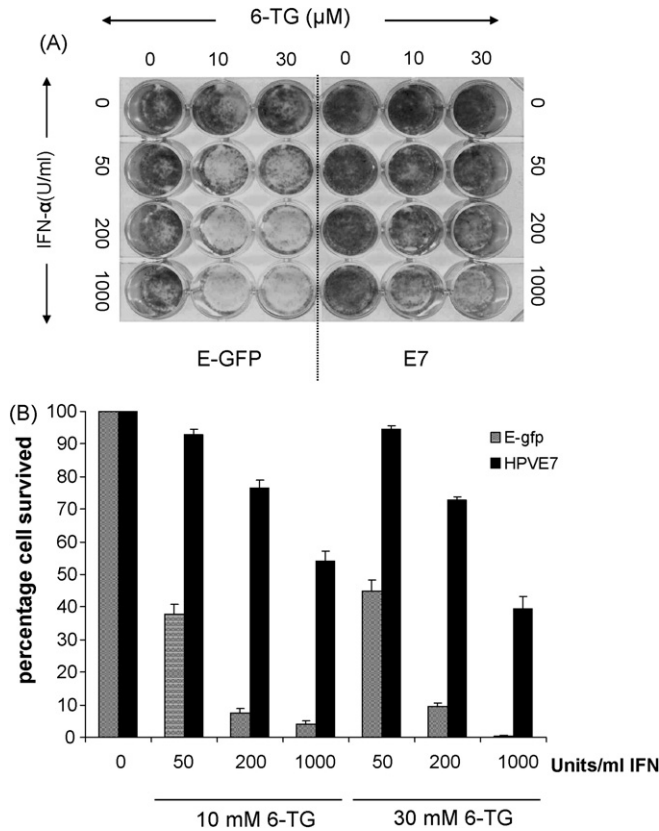 6-TG (µM)
(A)
0 10 30 0 10 30
IFN-α(U/ml)
0 0
50 50
200 200
1000 1000
E-GFP E7
(B)
percentage cell survived
100
90
80
70
60
50
40
30
20
10
0
E-gfp
HPVE7
0 50 200 1000 50 200 1000 Units/ml IFN
10 mM 6-TG 30 mM 6-TG